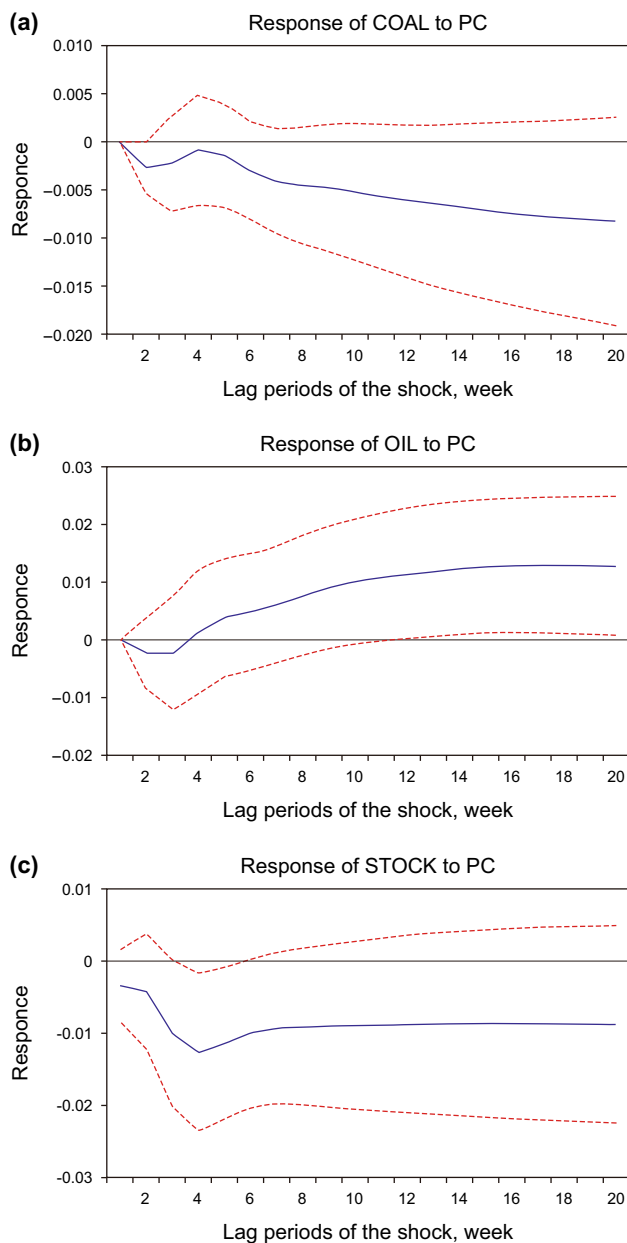 (a)
Response of COAL to PC
0.010
0.005
0
–0.005
–0.010
–0.015
–0.020
Responce
2 4 6 8 10 12 14 16 18 20
Lag periods of the shock, week
(b)
Response of OIL to PC
0.03
0.02
0.01
0
–0.01
–0.02
Responce
2 4 6 8 10 12 14 16 18 20
Lag periods of the shock, week
(c)
Response of STOCK to PC
0.01
0
-0.01
-0.02
-0.03
Responce
2 4 6 8 10 12 14 16 18 20
Lag periods of the shock, week